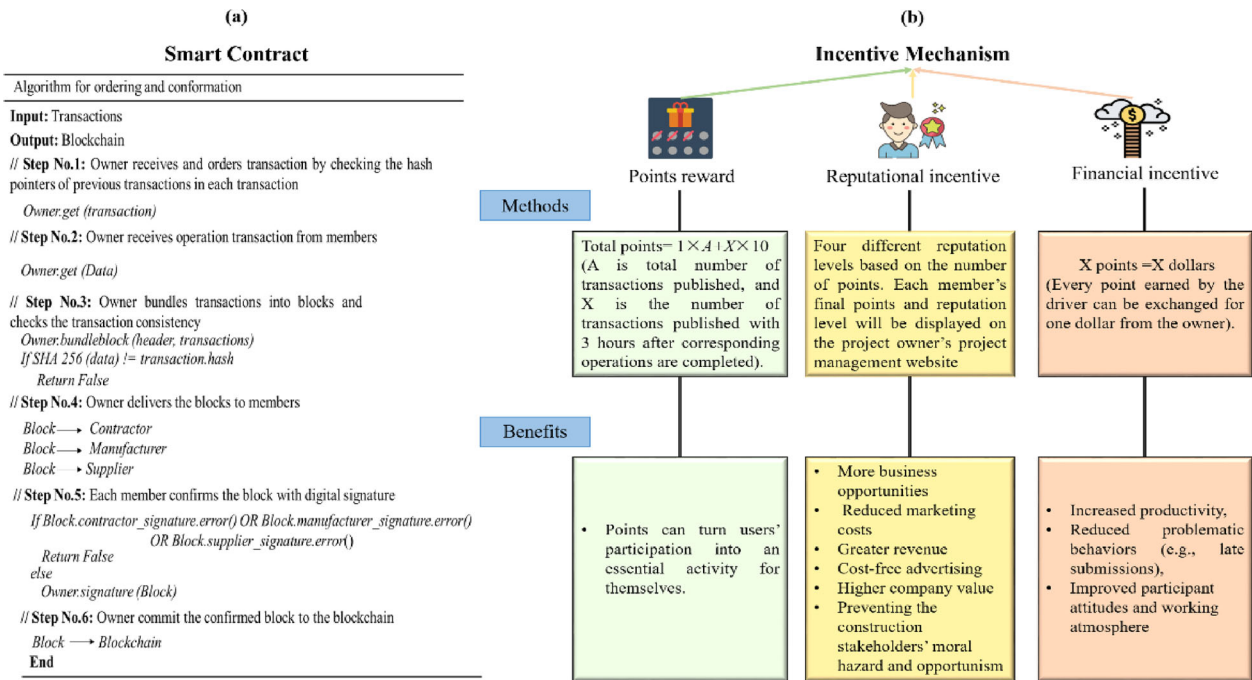 (a)
Smart Contract
Algorithm for ordering and conformation
Input: Transactions
Output: Blockchain
// Step No.1: Owner receives and orders transaction by checking the hash
pointers of previous transactions in each transaction
Owner.get (transaction)
// Step No.2: Owner receives operation transaction from members
Owner.get (Data)
// Step No.3: Owner bundles transactions into blocks and
checks the transaction consistency
Owner.bundleblock (header, transactions)
If SHA 256 (data) != transaction.hash
Return False
// Step No.4: Owner delivers the blocks to members
Block → Contractor
Block → Manufacturer
Block → Supplier
// Step No.5: Each member confirms the block with digital signature
If Block.contractor_signature.error() OR Block.manufacturer_signature.error()
OR Block.supplier_signature.error()
Return False
else
Owner.signature (Block)
// Step No.6: Owner commit the confirmed block to the blockchain
Block → Blockchain
End
(b)
Incentive Mechanism
Points reward
Reputational incentive
$
Financial incentive
Methods
Total points= 1×A+X×10
(A is total number of
transactions published, and
X is the number of
transactions published with
3 hours after corresponding
operations are completed).
Four different reputation
levels based on the number
of points. Each member's
final points and reputation
level will be displayed on
the project owner's project
management website
X points =X dollars
(Every point earned by the
driver can be exchanged for
one dollar from the owner).
Benefits
• Points can turn users'
participation into an
essential activity for
themselves.
• More business
opportunities
• Reduced marketing
costs
• Greater revenue
• Cost-free advertising
• Higher company value
• Preventing the
construction
stakeholders' moral
hazard and opportunism
• Increased productivity,
• Reduced problematic
behaviors (e.g., late
submissions),
• Improved participant
attitudes and working
atmosphere